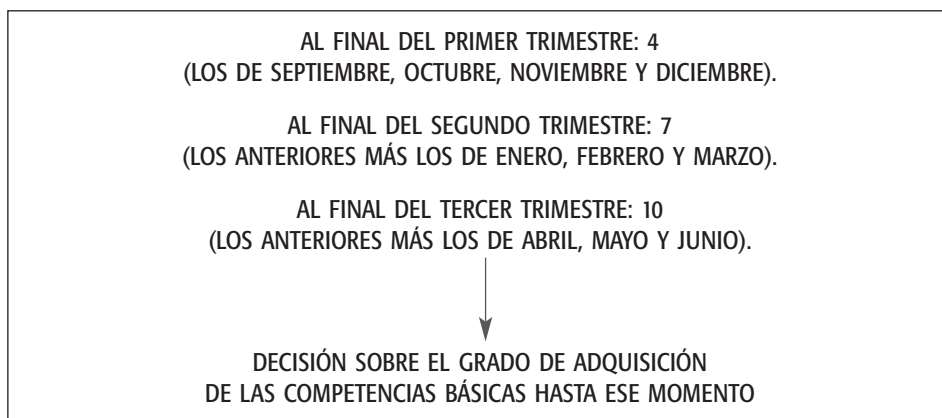 AL FINAL DEL PRIMER TRIMESTRE: 4
(LOS DE SEPTIEMBRE, OCTUBRE, NOVIEMBRE Y DICIEMBRE).
AL FINAL DEL SEGUNDO TRIMESTRE: 7
(LOS ANTERIORES MÁS LOS DE ENERO, FEBRERO Y MARZO).
AL FINAL DEL TERCER TRIMESTRE: 10
(LOS ANTERIORES MÁS LOS DE ABRIL, MAYO Y JUNIO).
DECISIÓN SOBRE EL GRADO DE ADQUISICIÓN
DE LAS COMPETENCIAS BÁSICAS HASTA ESE MOMENTO